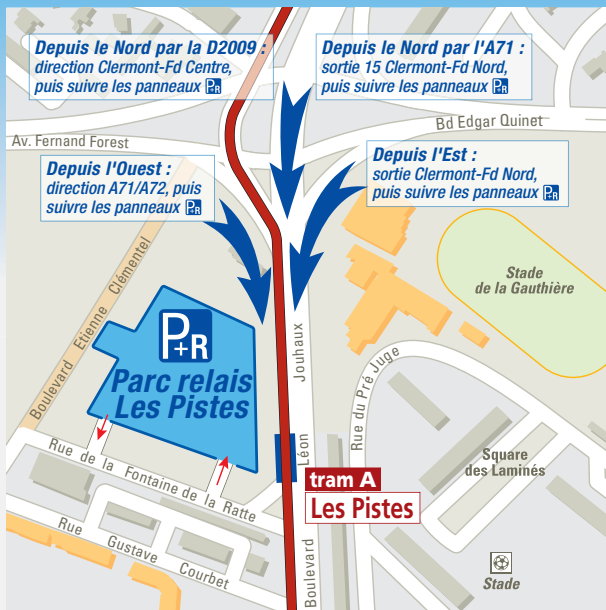 Depuis le Nord par la D2009 :
direction Clermont-Fd Centre,
puis suivre les panneaux P+R
Depuis le Nord par l'A71 :
sortie 15 Clermont-Fd Nord,
puis suivre les panneaux P+R
Av. Fernand Forest
Bd Edgar Quinet
Depuis l'Ouest :
direction A71/A72, puis
suivre les panneaux P+R
Depuis l'Est :
sortie Clermont-Fd Nord,
puis suivre les panneaux P+R
Boulevard Etienne Clémentel
Stade
de la Gauthière
P+R
Parc relais
Les Pistes
Boulevard Léon Jouhaux
Rue du Pré Juge
Rue de la Fontaine de la Ratte
Square
des Laminés
tram A
Les Pistes
Rue Gustave Courbet
Stade